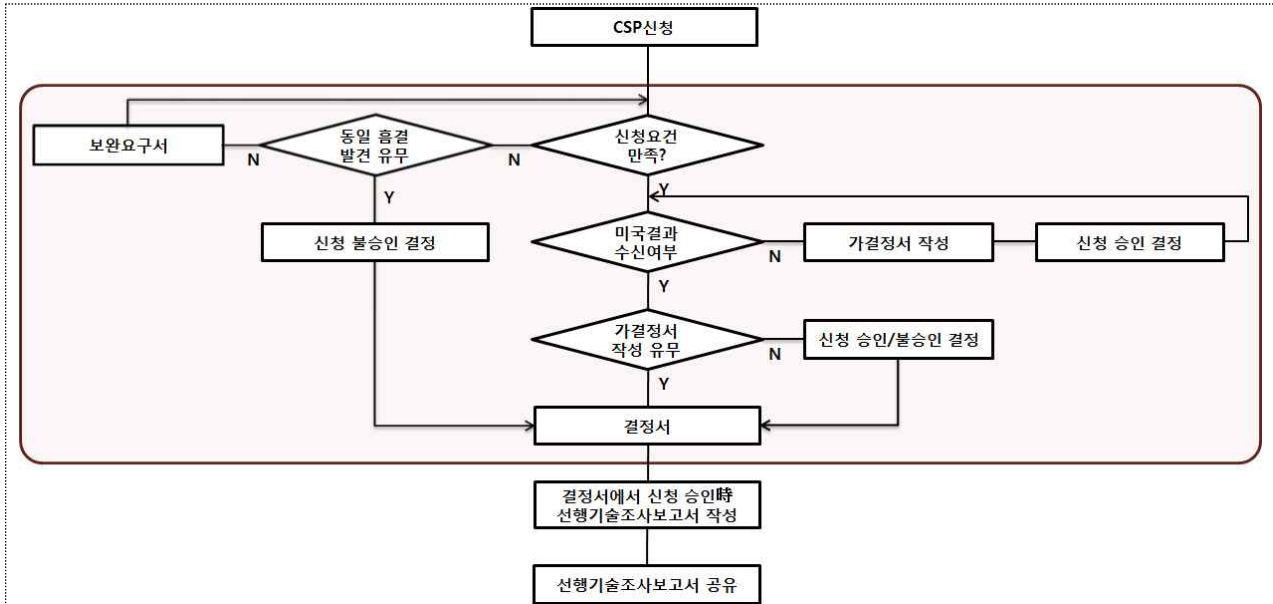 CSP신청
보완요구서
N
동일 흠결
발견 유무
N
신청요건
만족?
Y
Y
신청 불승인 결정
미국결과
수신여부
N
가결정서 작성
신청 승인 결정
Y
가결정서
작성 유무
N
신청 승인/불승인 결정
Y
결정서
결정서에서 신청 승인時
선행기술조사보고서 작성
선행기술조사보고서 공유